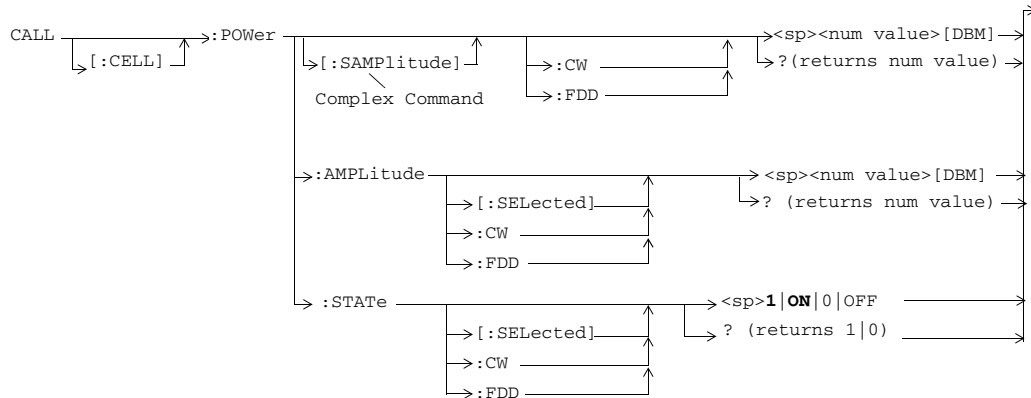 CALL :POWer <sp><num value>[DBM]
[:CELL] [:SAMPlitude] :CW ?(returns num value)
Complex Command :FDD
:AMPLitude <sp><num value>[DBM]
[:SELected] ? (returns num value)
:CW
:FDD
:STATe <sp>1|ON|0|OFF
[:SELected] ? (returns 1|0)
:CW
:FDD